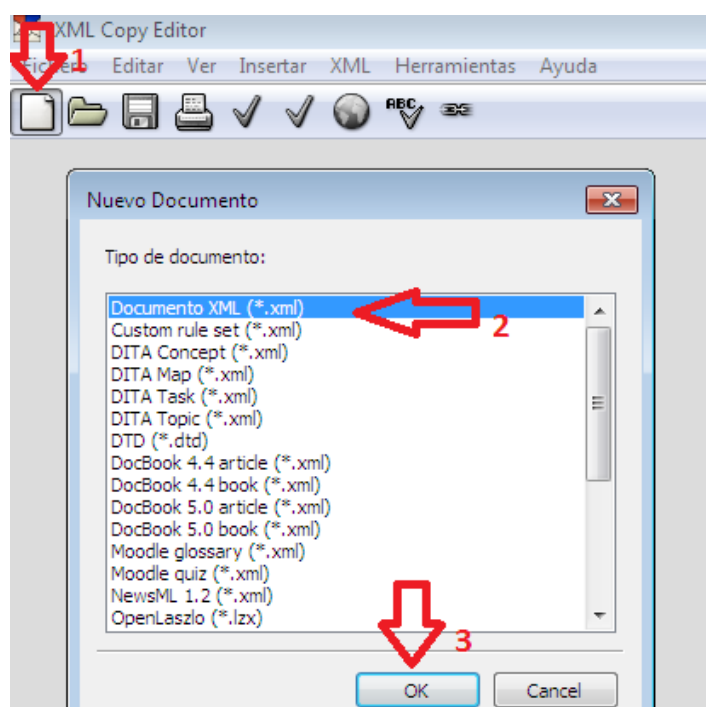 XML Copy Editor
1
Fichero Editar Ver Insertar XML Herramientas Ayuda
ABC
Nuevo Documento
Tipo de documento:
Documento XML (*.xml)
2
Custom rule set (*.xml)
DITA Concept (*.xml)
DITA Map (*.xml)
DITA Task (*.xml)
DITA Topic (*.xml)
DTD (*.dtd)
DocBook 4.4 article (*.xml)
DocBook 4.4 book (*.xml)
DocBook 5.0 article (*.xml)
DocBook 5.0 book (*.xml)
Moodle glossary (*.xml)
Moodle quiz (*.xml)
NewsML 1.2 (*.xml)
OpenLaszlo (*.lzx)
3
OK Cancel